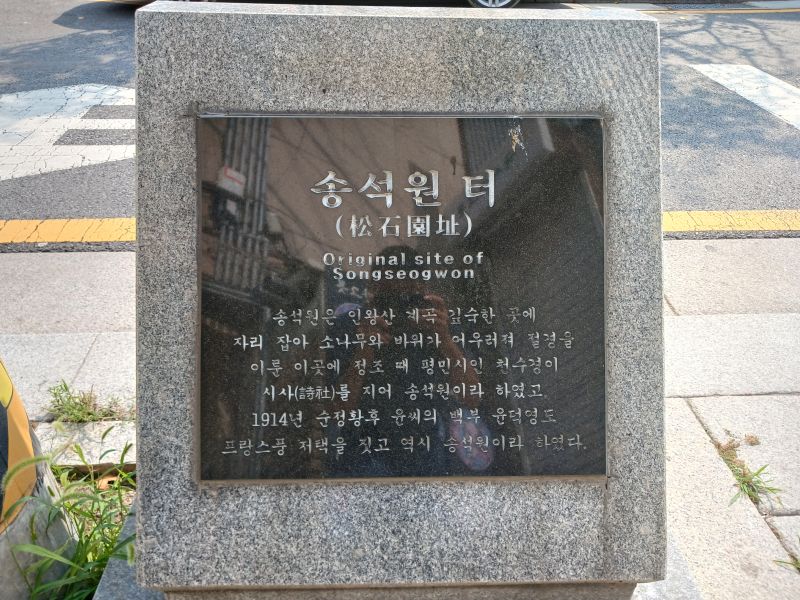 송석원 터
(松石園址)
Original site of
Songseogwon
송석원은 인왕산 계곡 깊숙한 곳에
자리 잡아 소나무와 바위가 어우러져 절경을
이룬 이곳에 정조 때 평민시인 천수경이
시사(詩社)를 지어 송석원이라 하였고,
1914년 순정황후 윤씨의 백부 윤덕영도
프랑스풍 저택을 짓고 역시 송석원이라 하였다.